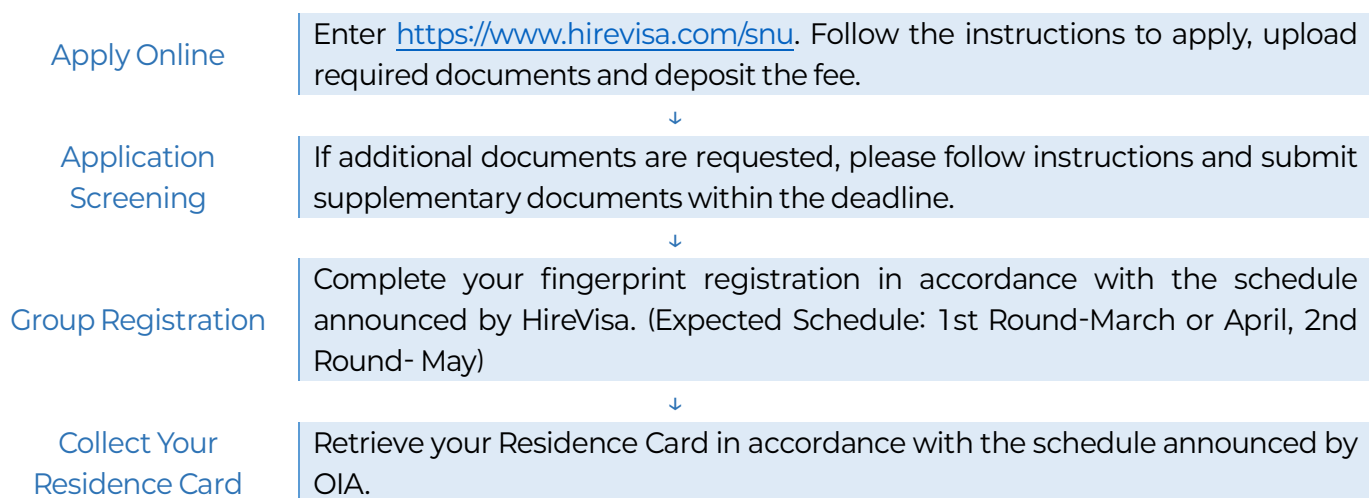 Apply Online
Enter https://www.hirevisa.com/snu. Follow the instructions to apply, upload
required documents and deposit the fee.
↓
Application
Screening
If additional documents are requested, please follow instructions and submit
supplementary documents within the deadline.
↓
Group Registration
Complete your fingerprint registration in accordance with the schedule
announced by HireVisa. (Expected Schedule: 1st Round-March or April, 2nd
Round- May)
↓
Collect Your
Residence Card
Retrieve your Residence Card in accordance with the schedule announced by
OIA.